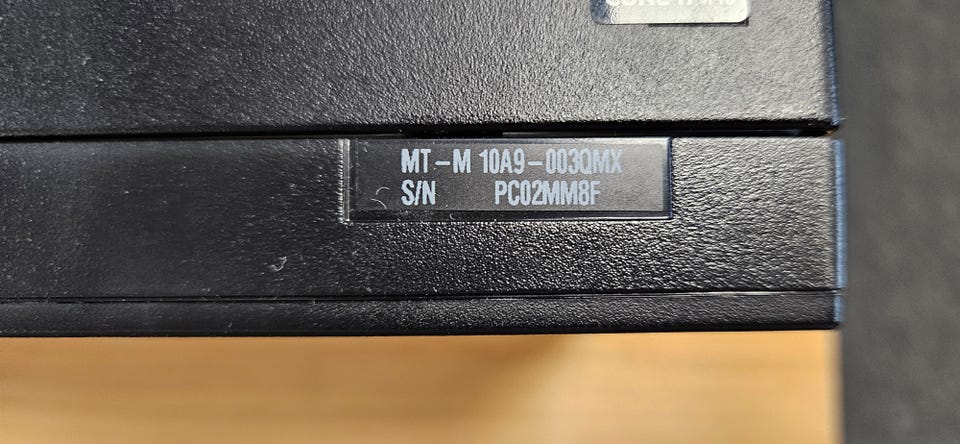 MT-M 10A9-003QMX
S/N PC02MM8F